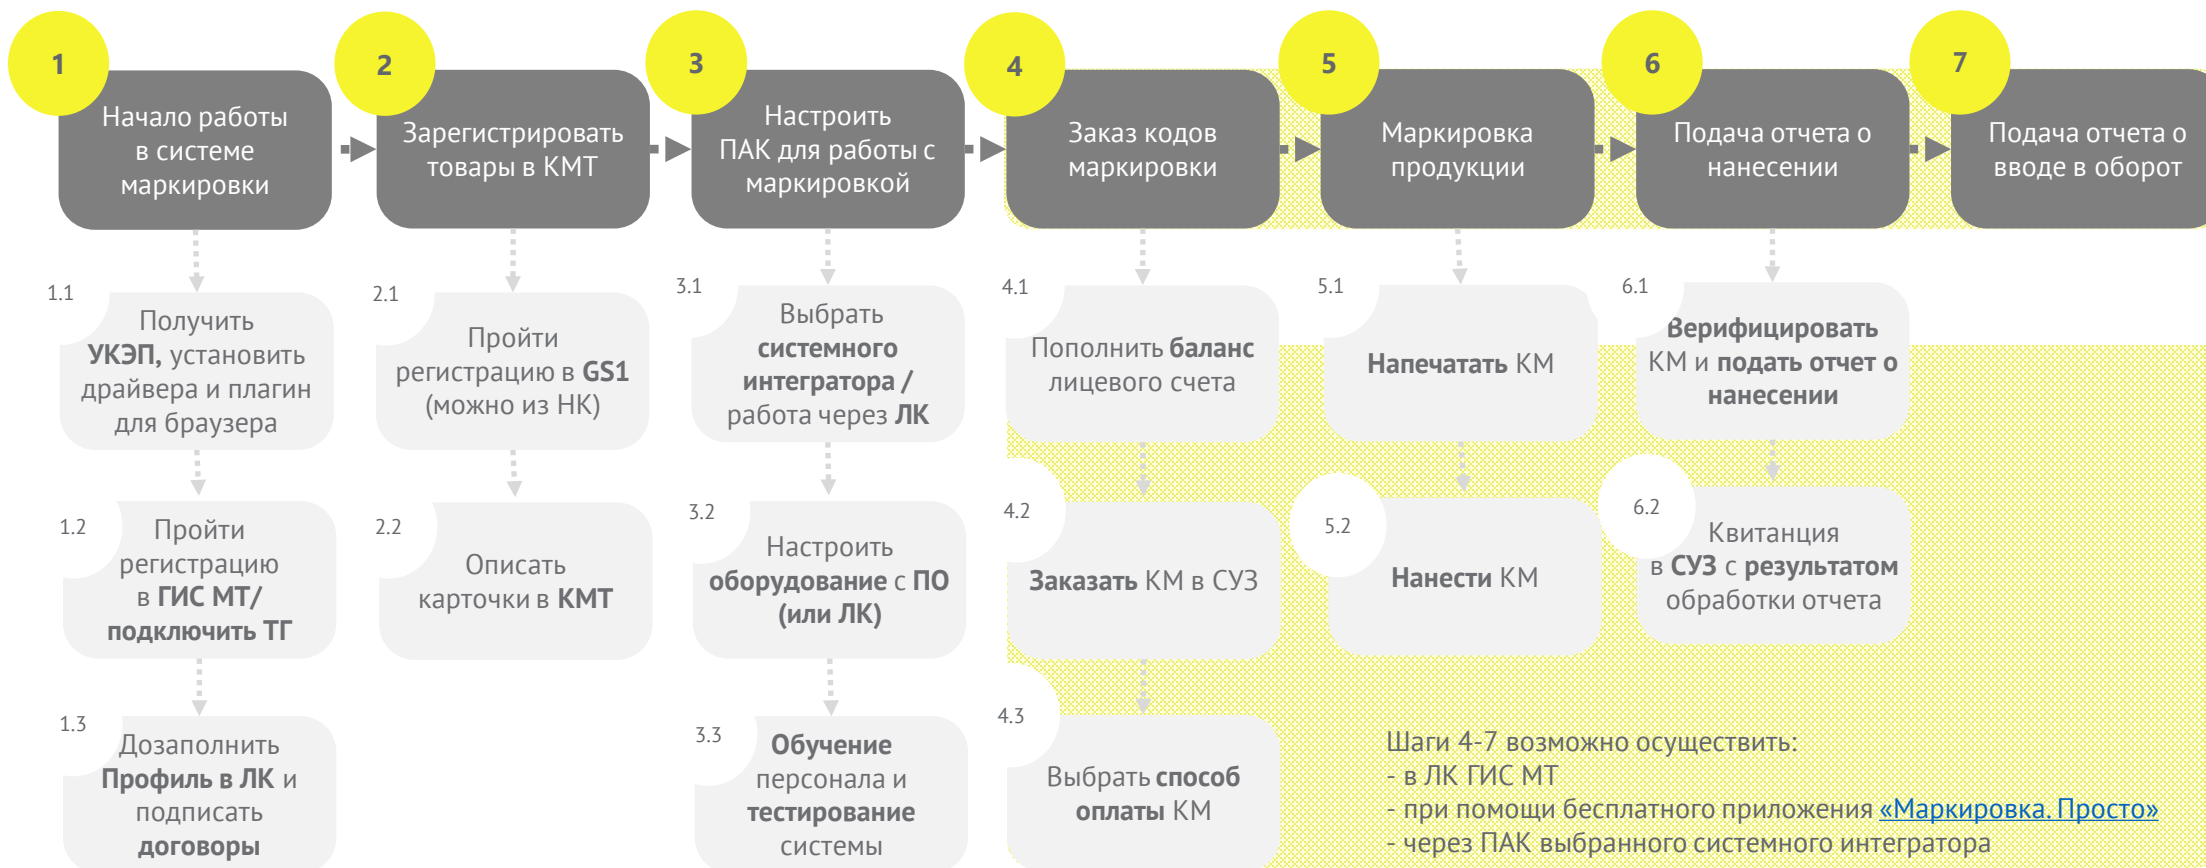 1
Начало работы
в системе
маркировки
2
Зарегистрировать
товары в КМТ
3
Настроить
ПАК для работы с
маркировкой
4
Заказ кодов
маркировки
5
Маркировка
продукции
6
Подача отчета о
нанесении
7
Подача отчета о
вводе в оборот
1.1
Получить
УКЭП, установить
драйвера и плагин
для браузера
1.2
Пройти
регистрацию
в ГИС МТ/
подключить ТГ
1.3
Дозаполнить
Профиль в ЛК и
подписать
договоры
2.1
Пройти
регистрацию в GS1
(можно из НК)
2.2
Описать
карточки в КМТ
3.1
Выбрать
системного
интегратора /
работа через ЛК
3.2
Настроить
оборудование с ПО
(или ЛК)
3.3
Обучение
персонала и
тестирование
системы
4.1
Пополнить баланс
лицевого счета
4.2
Заказать КМ в СУЗ
4.3
Выбрать способ
оплаты КМ
5.1
Напечатать КМ
5.2
Нанести КМ
6.1
Верифицировать
КМ и подать отчет о
нанесении
6.2
Квитанция
в СУЗ с результатом
обработки отчета
Шаги 4-7 возможно осуществить:
- в ЛК ГИС МТ
- при помощи бесплатного приложения «Маркировка. Просто»
- через ПАК выбранного системного интегратора